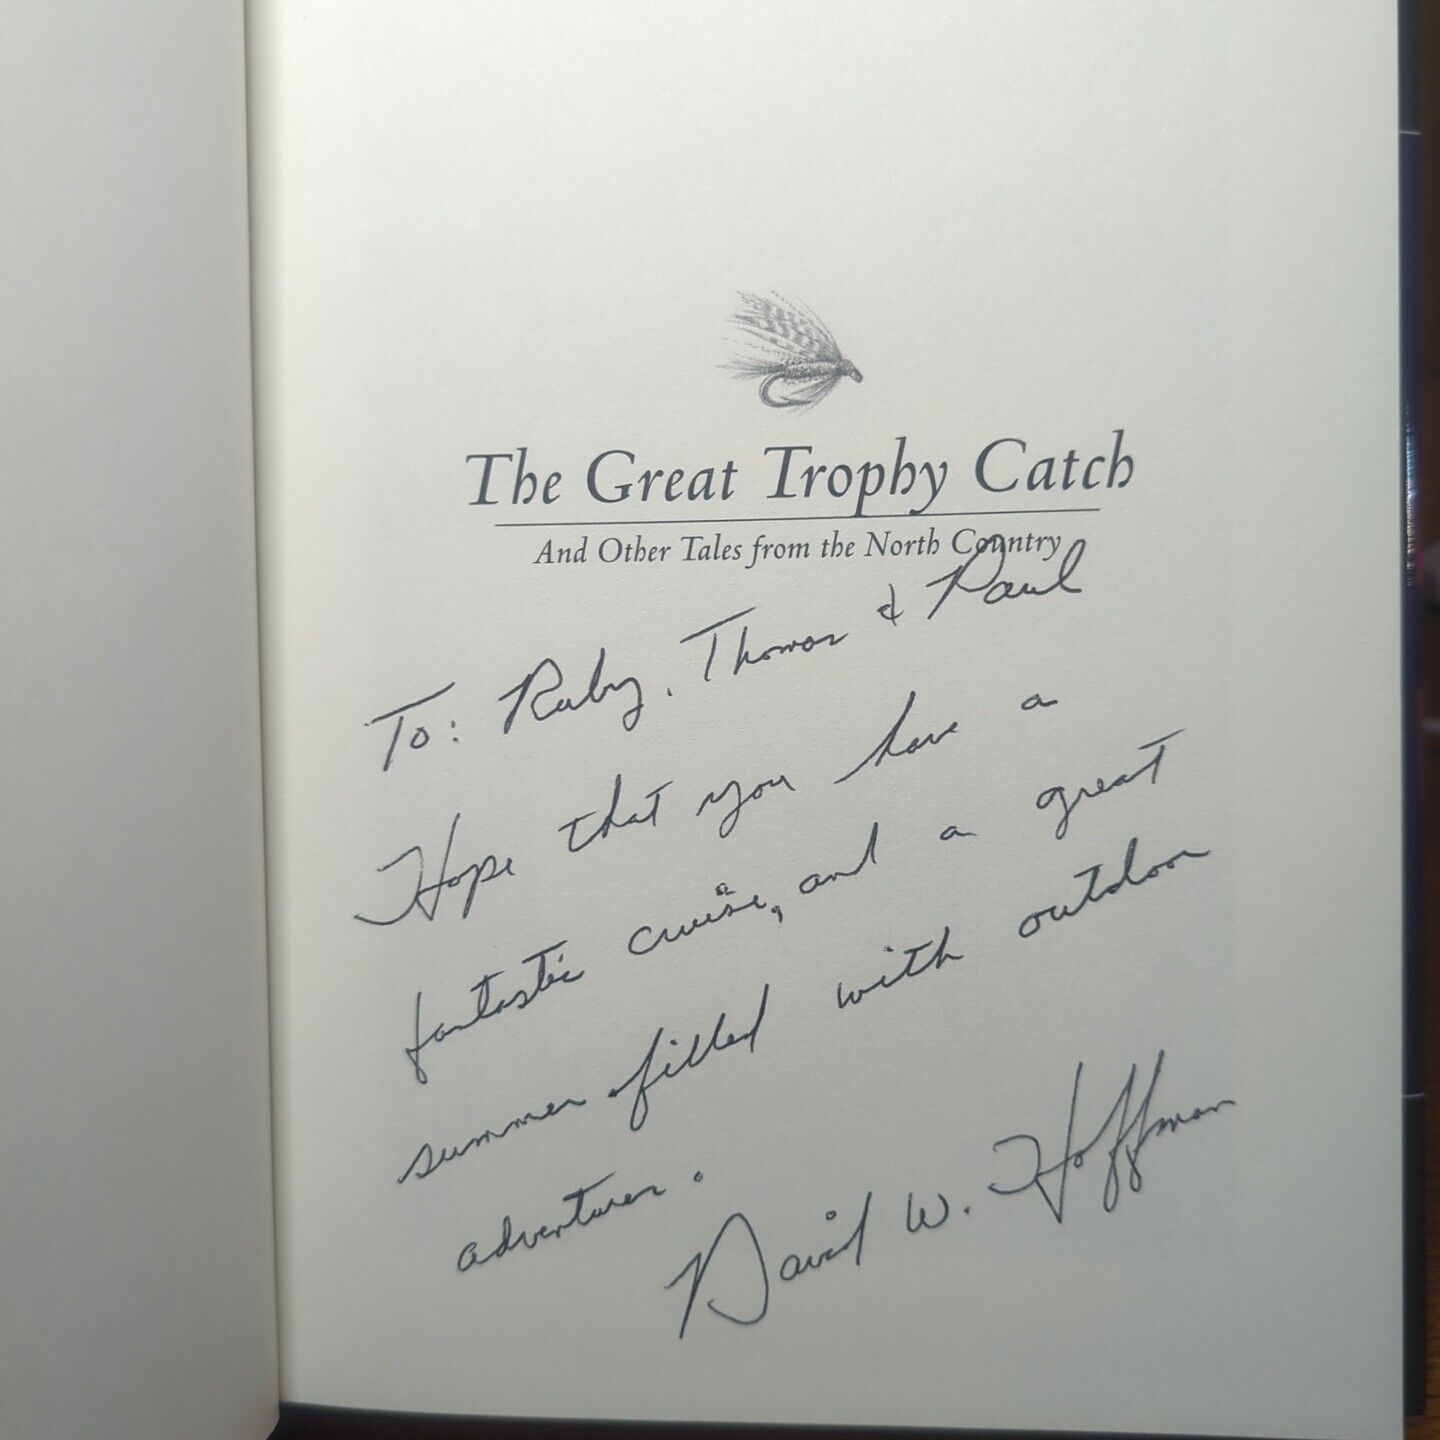 The Great Trophy Catch
And Other Tales from the North Country
To: Ruby, Thomas & Paul
Hope that you have a
fantastic cruise, and a great
summer filled with outdoor
adventures.
David W. Hoffman